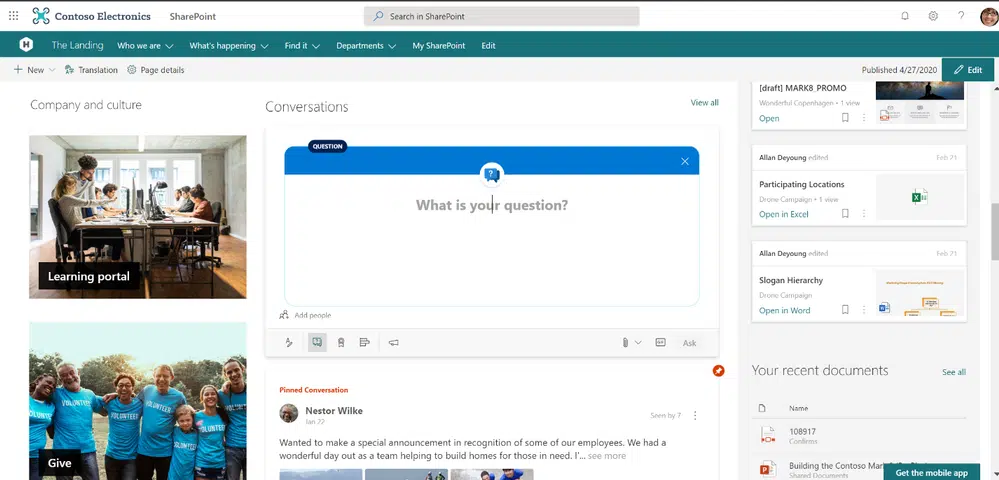 Contoso Electronics
SharePoint
Search in SharePoint
?
H
The Landing
Who we are
What's happening
Find it
Departments
My SharePoint
Edit
New
Translation
Page details
Published 4/27/2020
Edit
Company and culture
Learning portal
VOLUNTEER
Give
Conversations
View all
QUESTION
?
What is your question?
Add people
Ask
Pinned Conversation
Nestor Wilke
Jan 22
Seen by 7
Wanted to make a special announcement in recognition of some of our employees. We had a
wonderful day out as a team helping to build homes for those in need. I'... see more
[draft] MARK8_PROMO
Wonderful Copenhagen • 1 view
Open
Allan Deyoung edited
Feb 21
Participating Locations
Drone Campaign • 1 view
Open in Excel
Allan Deyoung edited
Feb 21
Slogan Hierarchy
Drone Campaign
Open in Word
Your recent documents
See all
Name
108917
Confirms
Building the Contoso Mark
Shared Documents
Get the mobile app